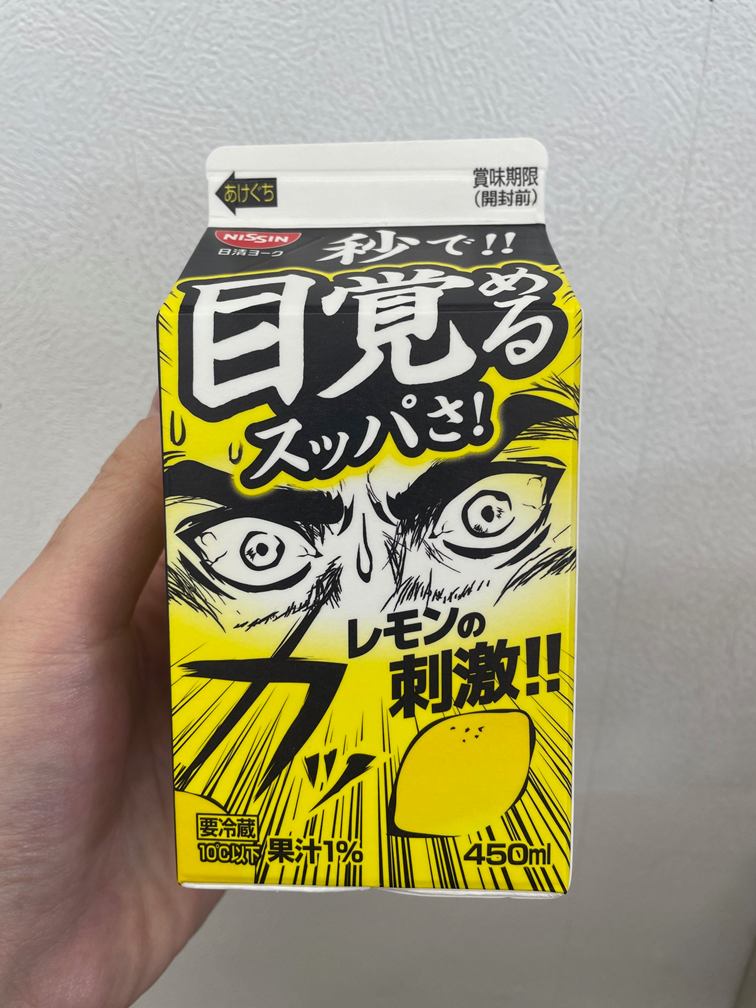 あけぐち
賞味期限
(開封前)
NISSIN
日清ヨーク
秒で!!
目覚める
スッパさ!
レモンの
刺激!!
カッ
要冷蔵
10℃以下
果汁1%
450ml